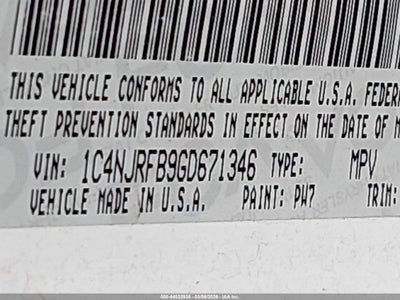 THIS VEHICLE CONFORMS TO ALL APPLICABLE U.S.A. FEDER
THEFT PREVENTION STANDARDS IN EFFECT ON THE DATE OF M
VIN: 1C4NJRFB9GD671346 TYPE: MPV
VEHICLE MADE IN U.S.A. PAINT: PW7 TRIM: